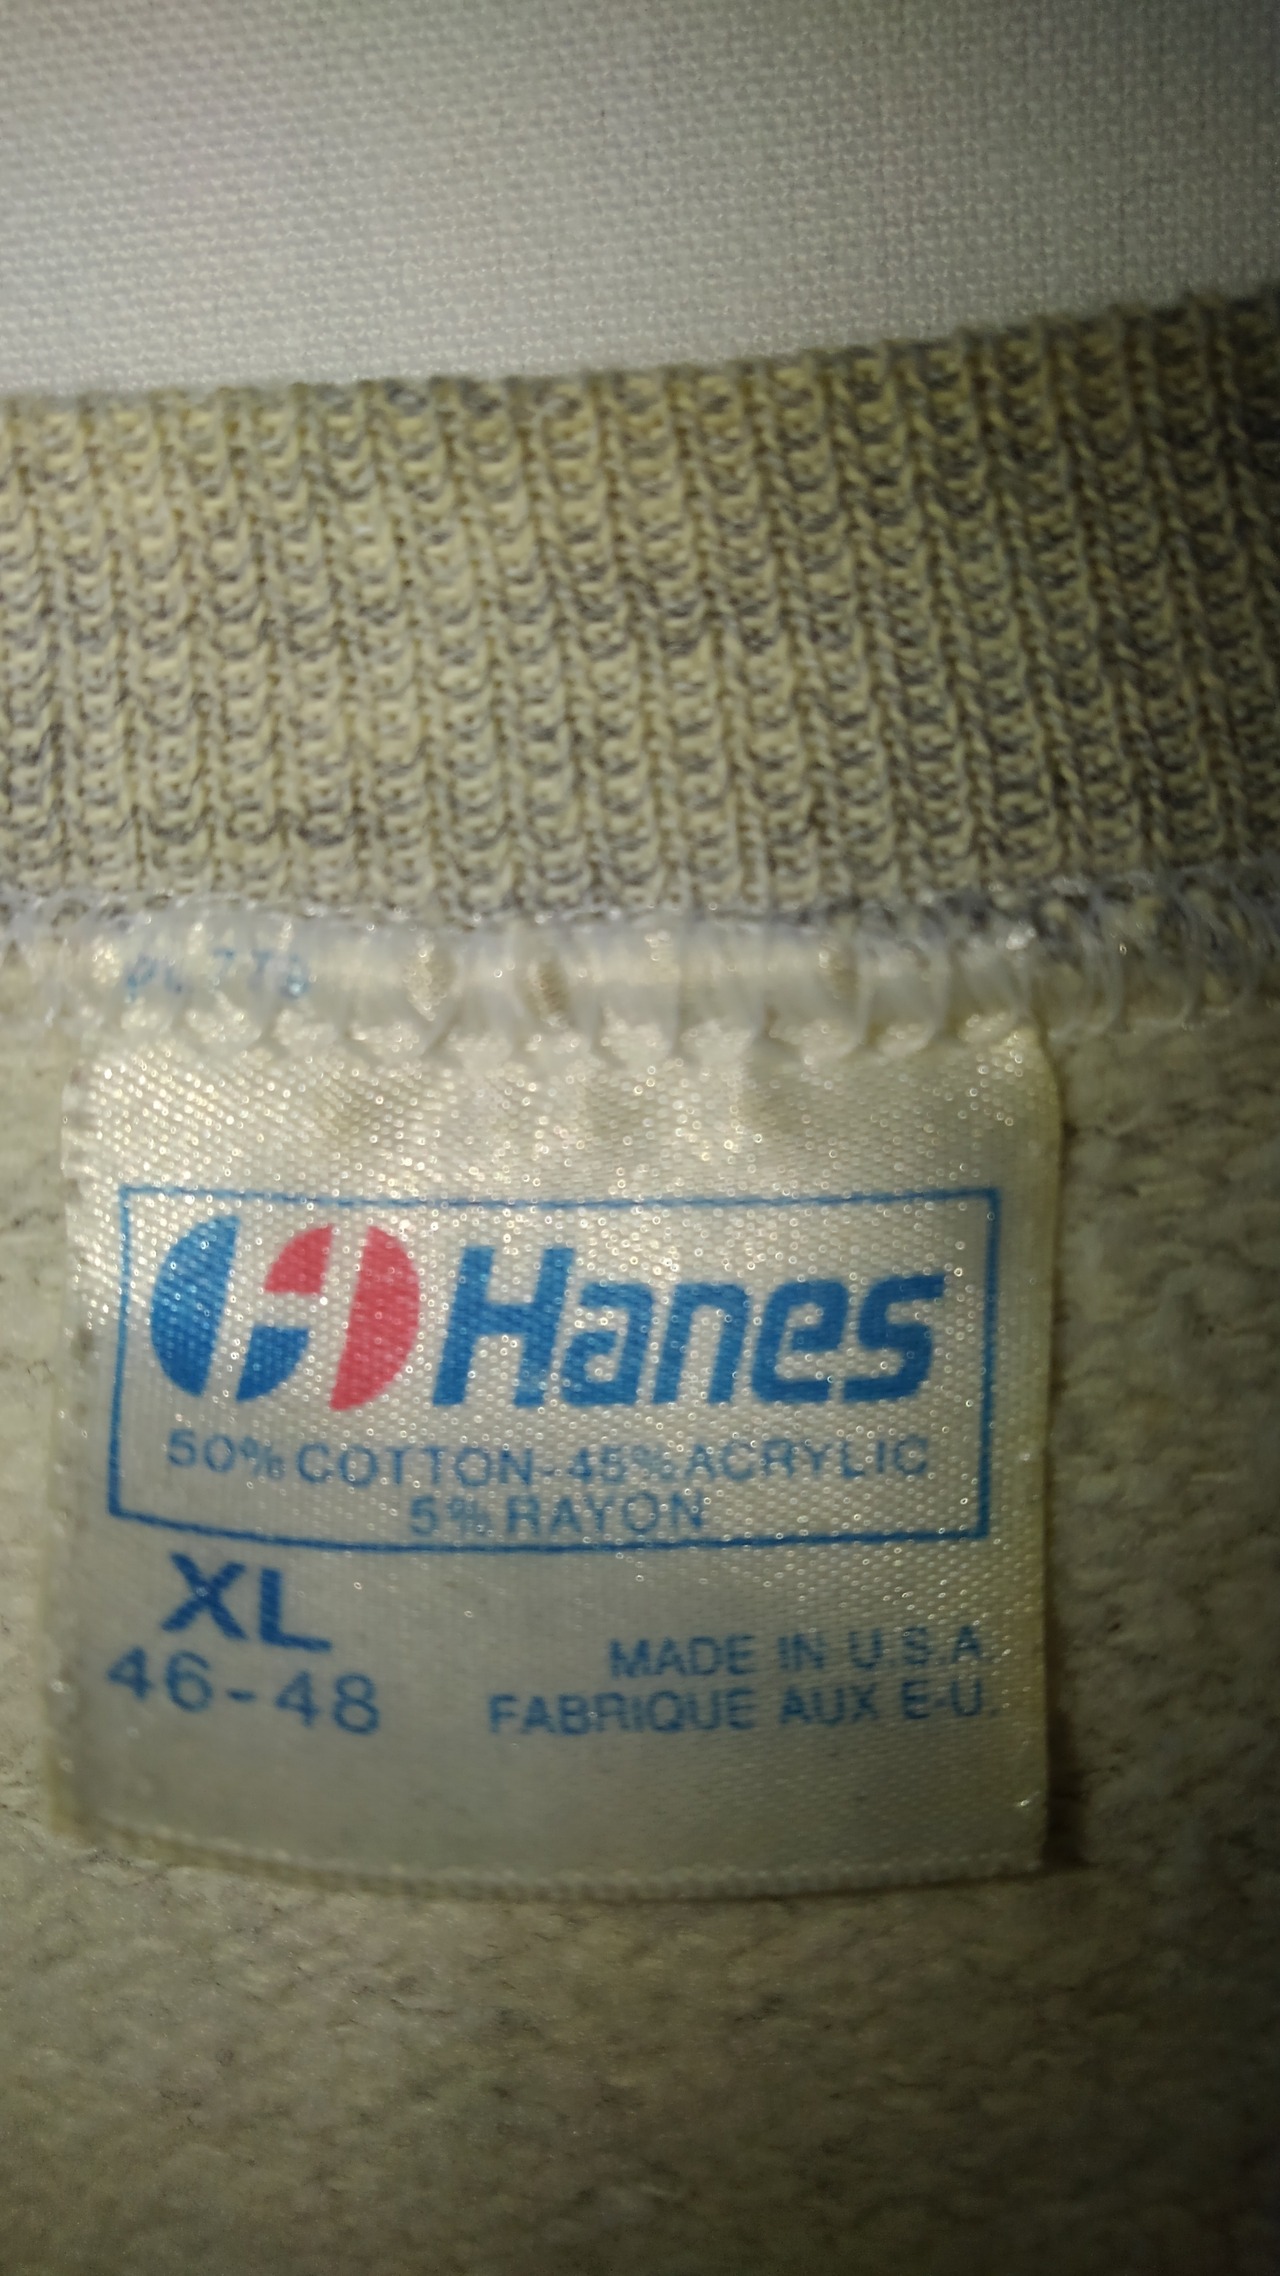 Hanes
50% COTTON-45% ACRYLIC
5% RAYON
XL
46-48
MADE IN U.S.A
FABRIQUE AUX E-U.